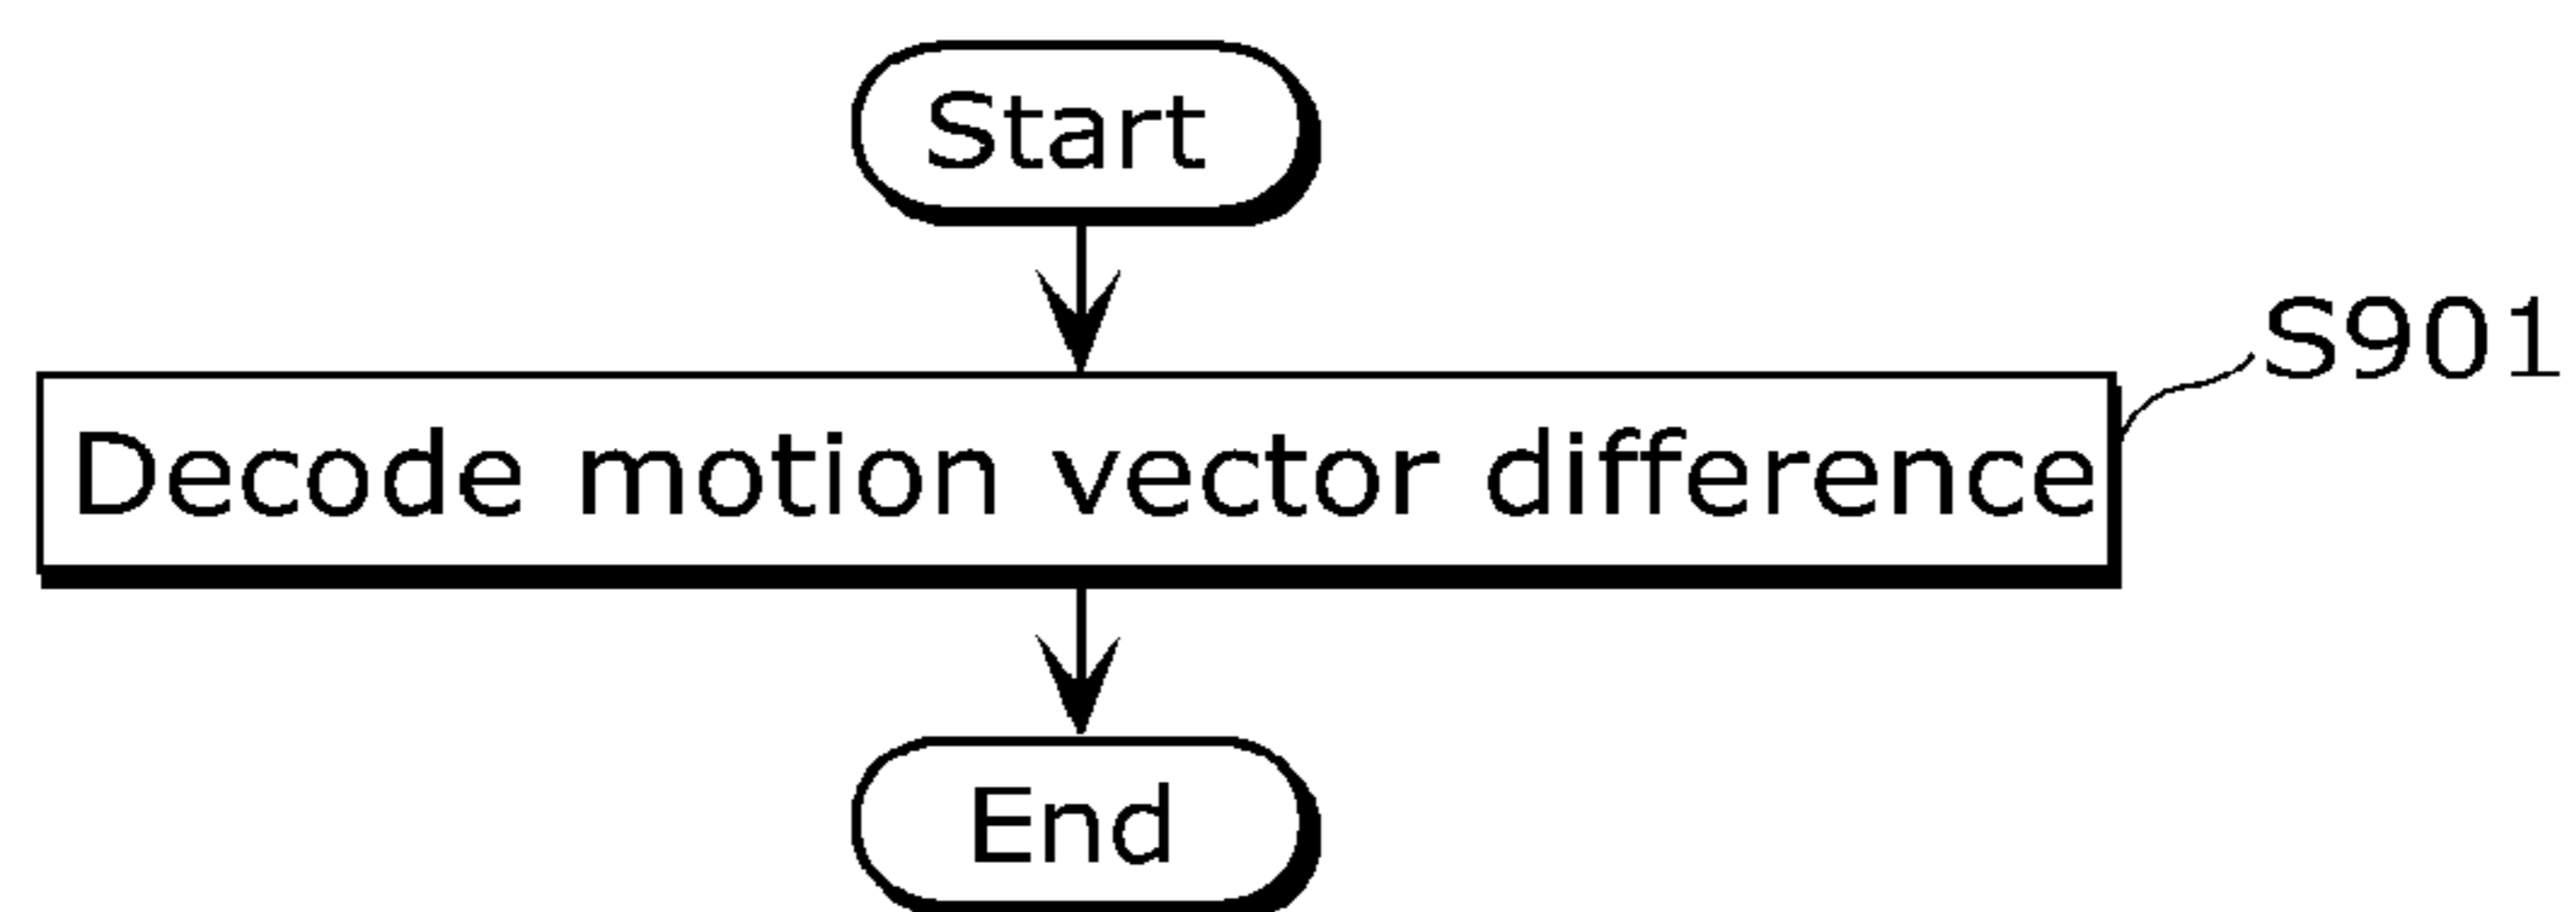 Start
S901
Decode motion vector difference
End